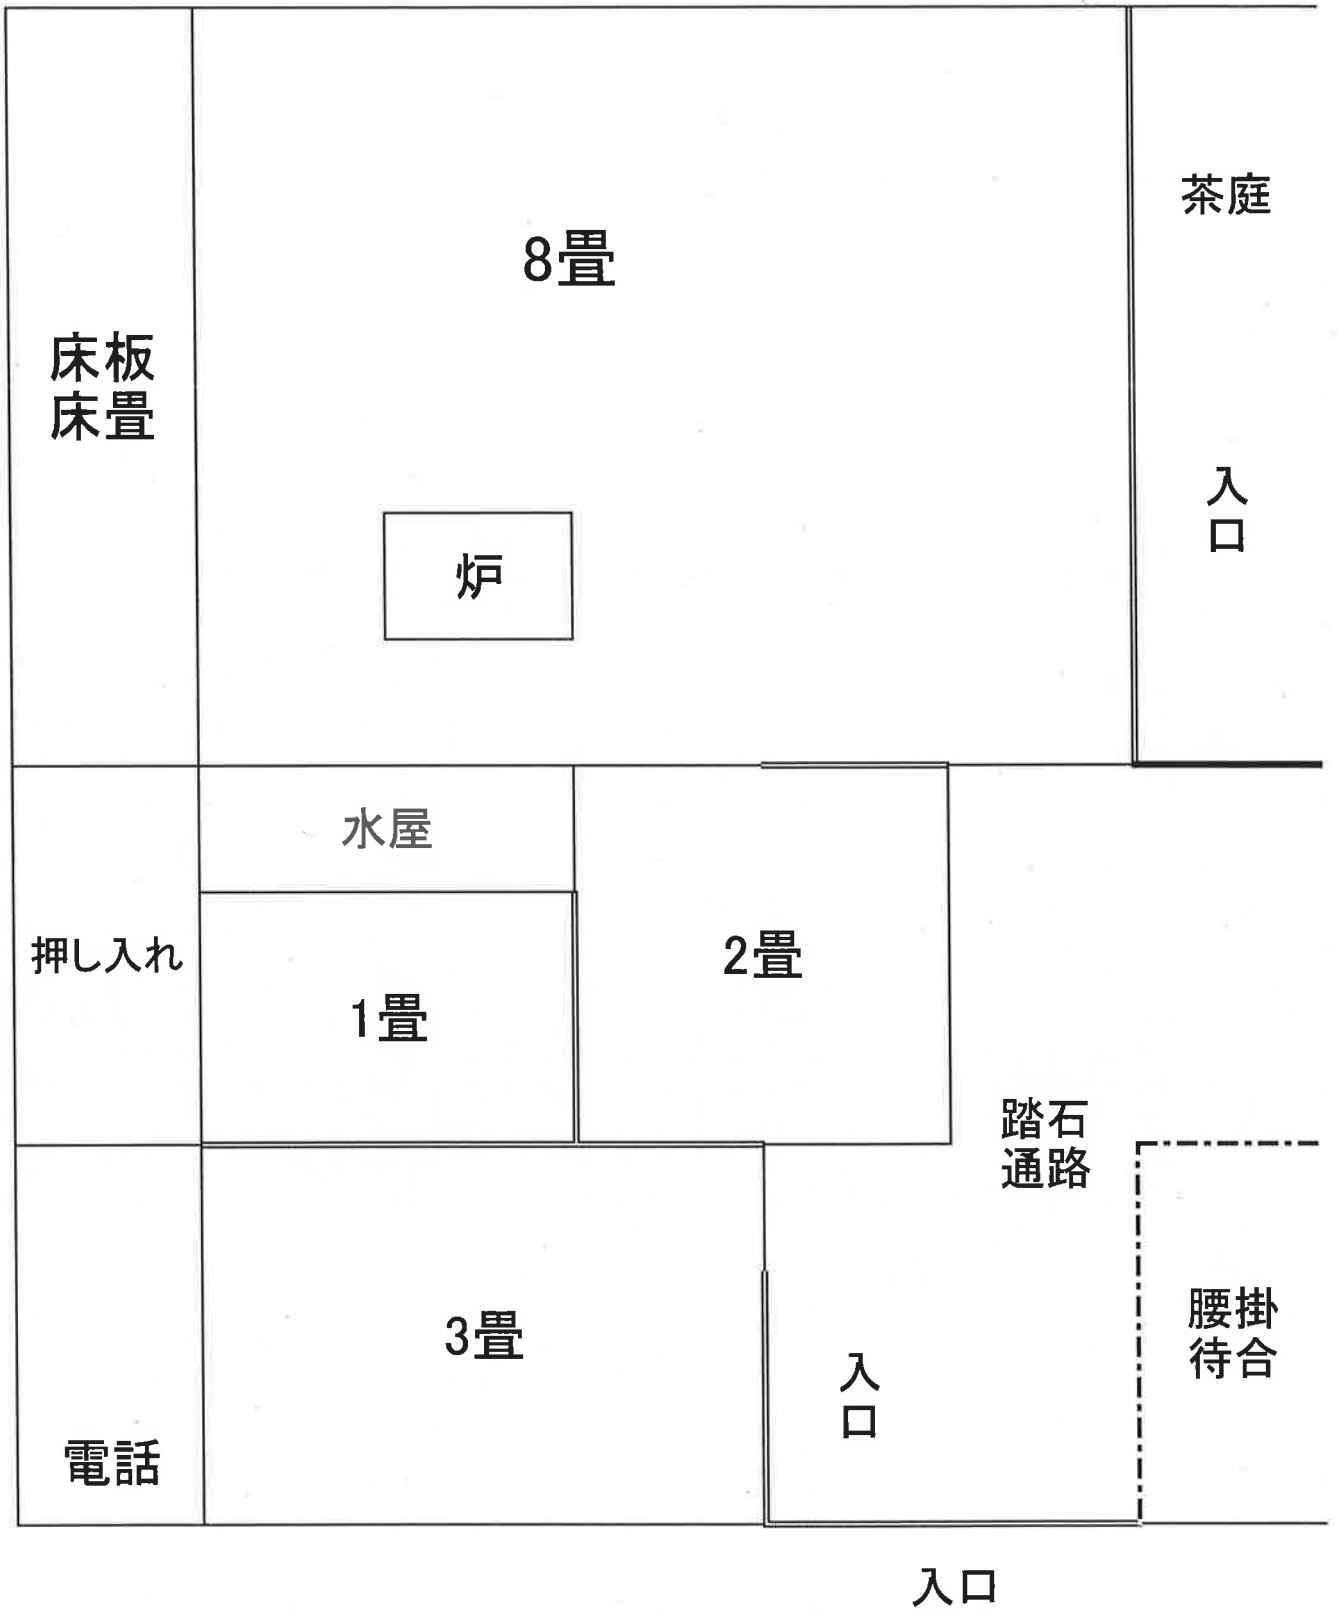 茶庭
8畳
床板
床畳
入
口
炉
水屋
押し入れ
2畳
1畳
踏石
通路
3畳
腰掛
待合
入
口
電話
入口